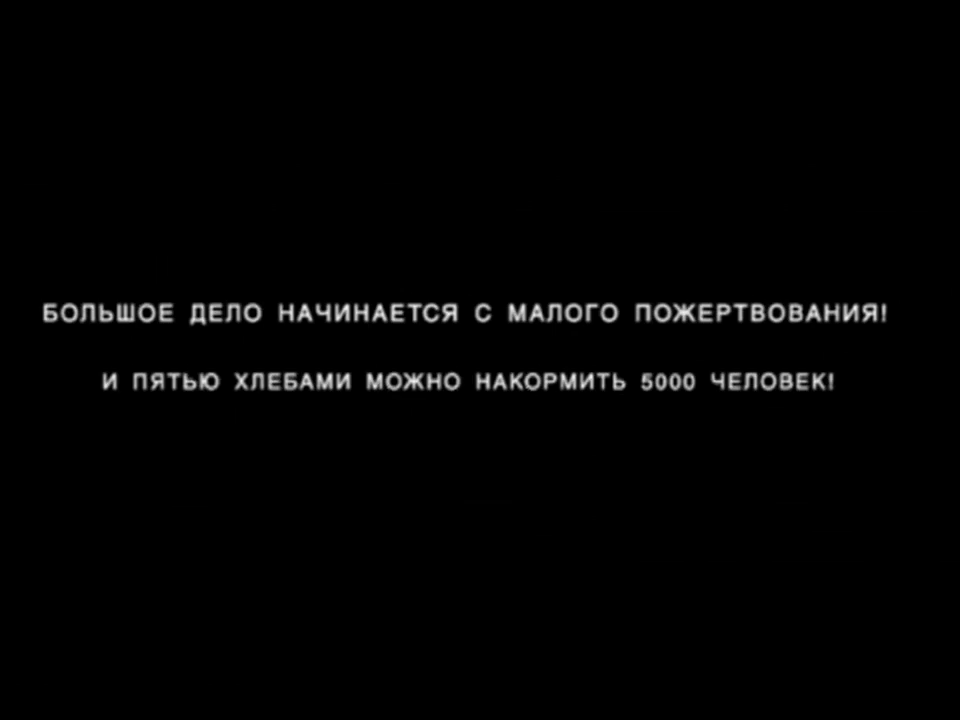 БОЛЬШОЕ ДЕЛО НАЧИНАЕТСЯ С МАЛОГО ПОЖЕРТВОВАНИЯ!
И ПЯТЬЮ ХЛЕБАМИ МОЖНО НАКОРМИТЬ 5000 ЧЕЛОВЕК!